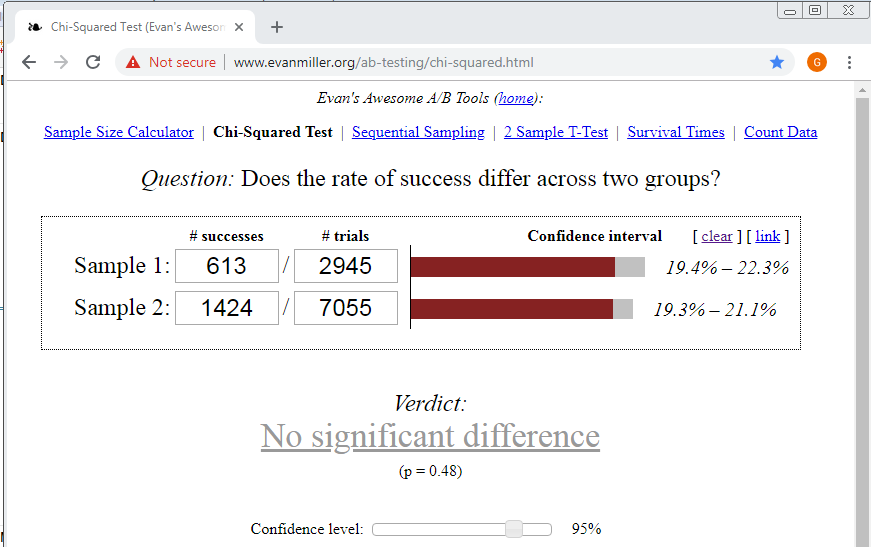 Chi-Squared Test (Evan's Aweson
Not secure | www.evanmiller.org/ab-testing/chi-squared.html
G
Evan's Awesome A/B Tools (home):
Sample Size Calculator | Chi-Squared Test | Sequential Sampling | 2 Sample T-Test | Survival Times | Count Data
Question: Does the rate of success differ across two groups?
# successes # trials Confidence interval [ clear ] [ link ]
Sample 1: 613 / 2945 19.4% – 22.3%
Sample 2: 1424 / 7055 19.3% – 21.1%
Verdict:
No significant difference
(p = 0.48)
Confidence level: 95%